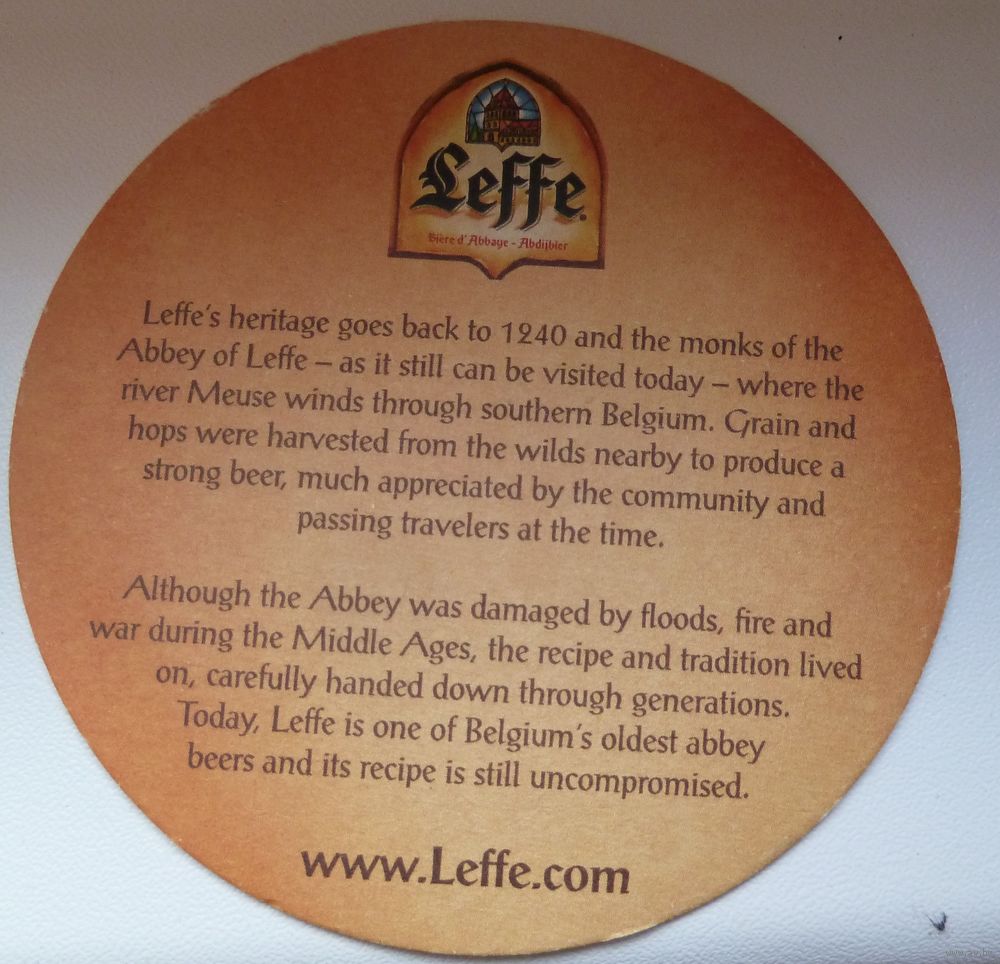 Leffe
Bière d'Abbaye - Abdijbier
Leffe's heritage goes back to 1240 and the monks of the
Abbey of Leffe – as it still can be visited today – where the
river Meuse winds through southern Belgium. Grain and
hops were harvested from the wilds nearby to produce a
strong beer, much appreciated by the community and
passing travelers at the time.
Although the Abbey was damaged by floods, fire and
war during the Middle Ages, the recipe and tradition lived
on, carefully handed down through generations.
Today, Leffe is one of Belgium's oldest abbey
beers and its recipe is still uncompromised.
www.Leffe.com